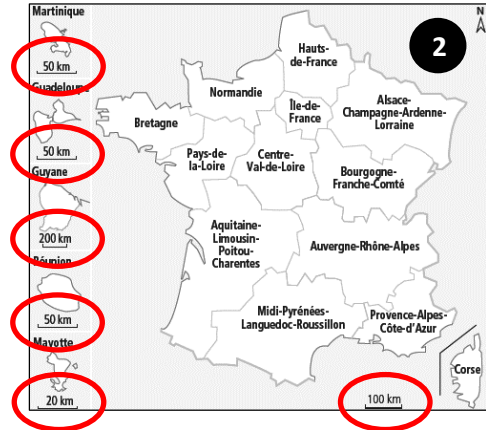 Martinique
50 km
Guadeloupe
50 km
Guyane
200 km
Réunion
50 km
Mayotte
20 km
N
2
Hauts-
de-France
Normandie
Île-de-
France
Alsace-
Champagne-Ardenne-
Lorraine
Bretagne
Pays-de-
la-Loire
Centre-
Val-de-Loire
Bourgogne-
Franche-Comté
Aquitaine-
Limousin-
Poitou-
Charentes
Auvergne-Rhône-Alpes
Midi-Pyrénées-
Languedoc-Roussillon
Provence-Alpes-
Côte-d'Azur
Corse
100 km